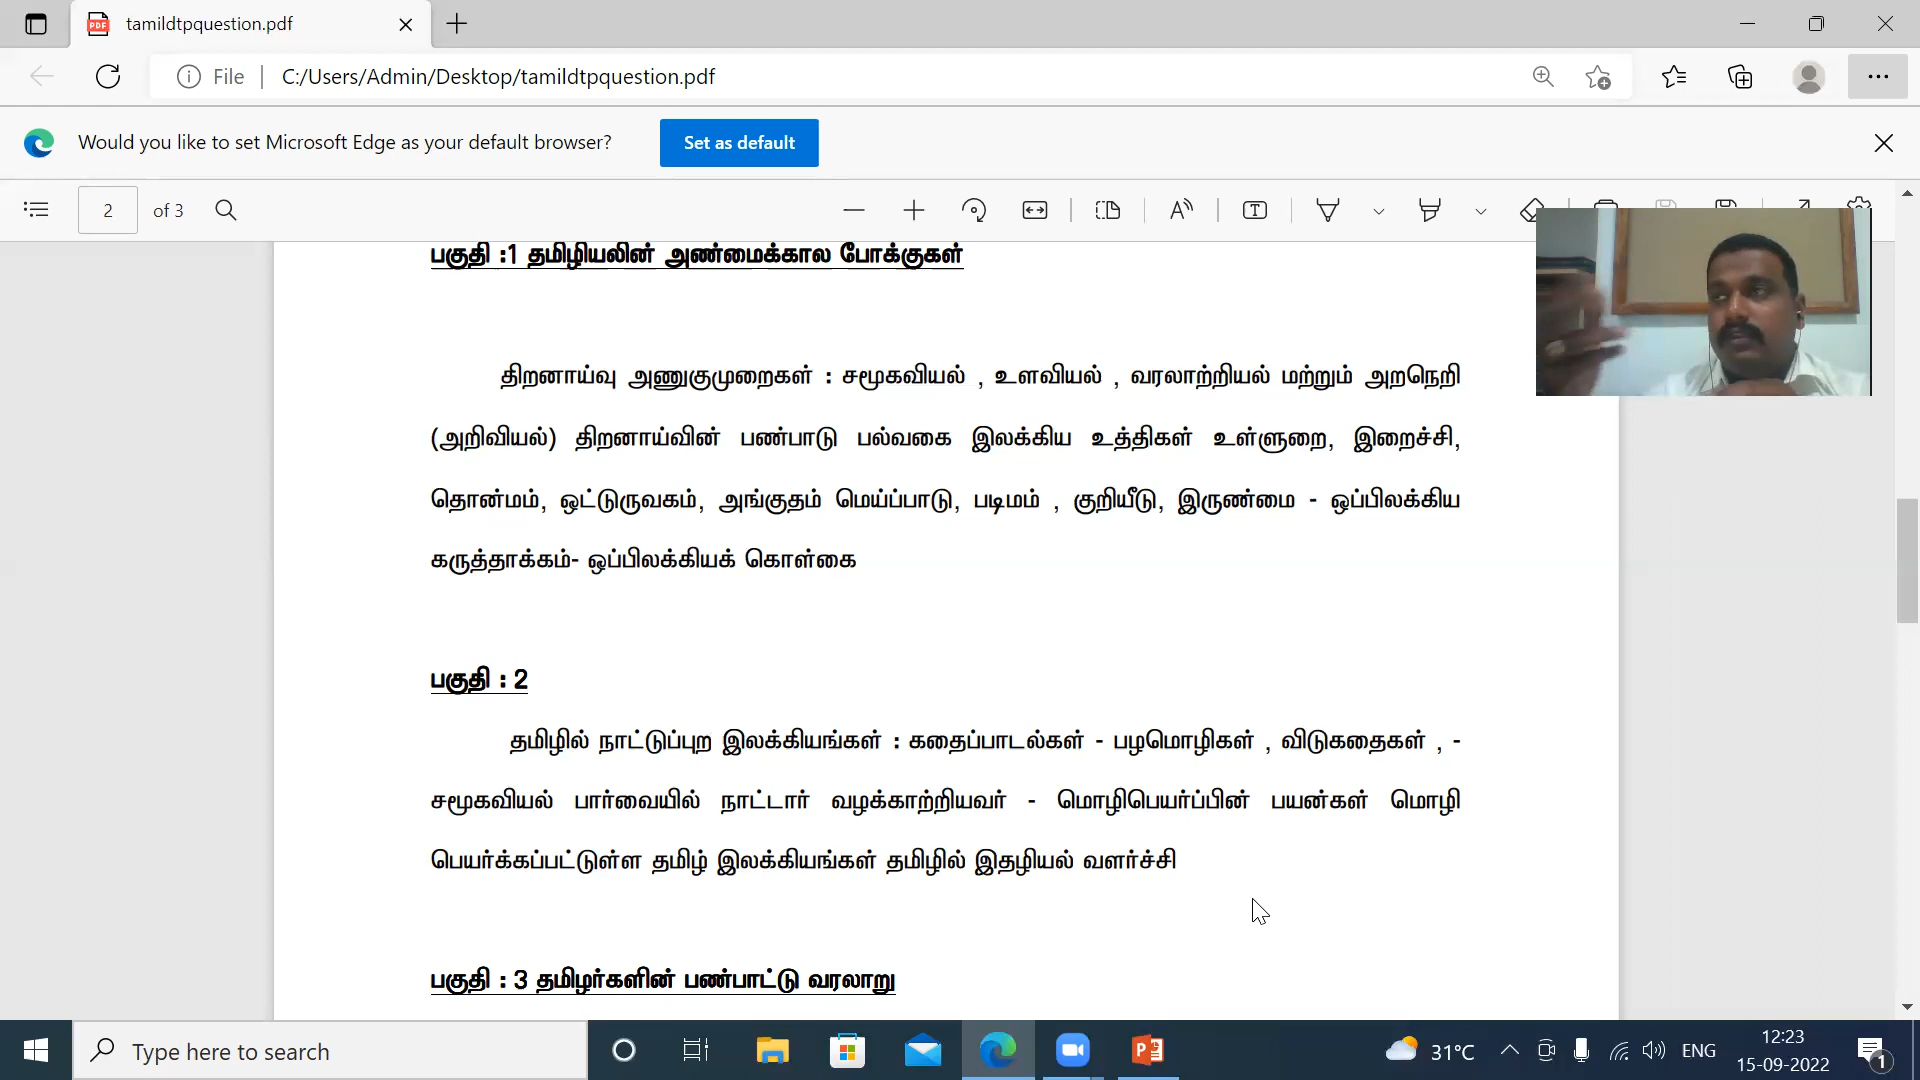 tamildtpquestion.pdf
File
C:/Users/Admin/Desktop/tamildtpquestion.pdf
Would you like to set Microsoft Edge as your default browser?
Set as default
2 of 3
பகுதி :1 தமிழியலின் அண்மைக்கால போக்குகள்
திறனாய்வு அணுகுமுறைகள் : சமூகவியல் , உளவியல் , வரலாற்றியல் மற்றும் அறநெறி
(அறிவியல்) திறனாய்வின் பண்பாடு பல்வகை இலக்கிய உத்திகள் உள்ளுறை, இறைச்சி,
தொன்மம், ஒட்டுருவகம், அங்குதம் மெய்ப்பாடு, படிமம் , குறியீடு, இருண்மை - ஒப்பிலக்கிய
கருத்தாக்கம்- ஒப்பிலக்கியக் கொள்கை
பகுதி : 2
தமிழில் நாட்டுப்புற இலக்கியங்கள் : கதைப்பாடல்கள் - பழமொழிகள் , விடுகதைகள் , -
சமூகவியல் பார்வையில் நாட்டார் வழக்காற்றியவர் - மொழிபெயர்ப்பின் பயன்கள் மொழி
பெயர்க்கப்பட்டுள்ள தமிழ் இலக்கியங்கள் தமிழில் இதழியல் வளர்ச்சி
பகுதி : 3 தமிழர்களின் பண்பாட்டு வரலாறு
Type here to search
31°C
ENG
12:23
15-09-2022
1